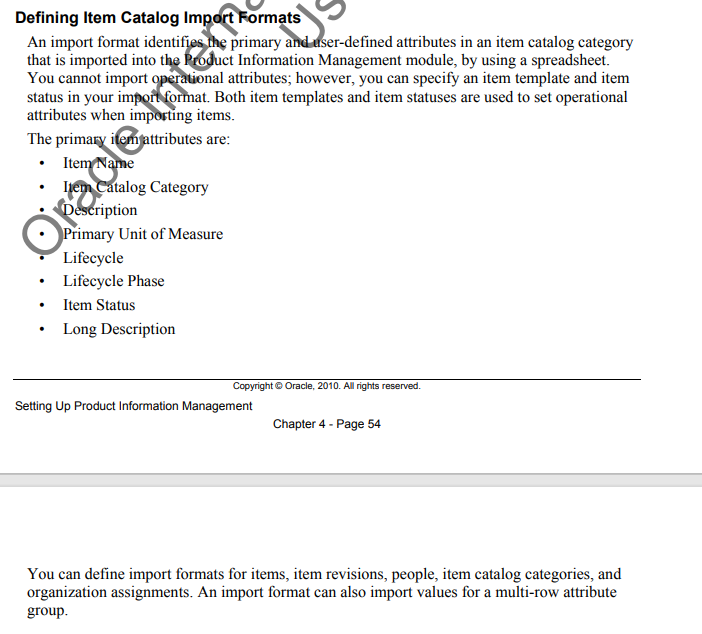 Defining Item Catalog Import Formats
An import format identifies the primary and user-defined attributes in an item catalog category
that is imported into the Product Information Management module, by using a spreadsheet.
You cannot import operational attributes; however, you can specify an item template and item
status in your import format. Both item templates and item statuses are used to set operational
attributes when importing items.
The primary item attributes are:
• Item Name
• Item Catalog Category
• Description
• Primary Unit of Measure
• Lifecycle
• Lifecycle Phase
• Item Status
• Long Description
Copyright © Oracle, 2010. All rights reserved.
Setting Up Product Information Management
Chapter 4 - Page 54
You can define import formats for items, item revisions, people, item catalog categories, and
organization assignments. An import format can also import values for a multi-row attribute
group.
Oracle